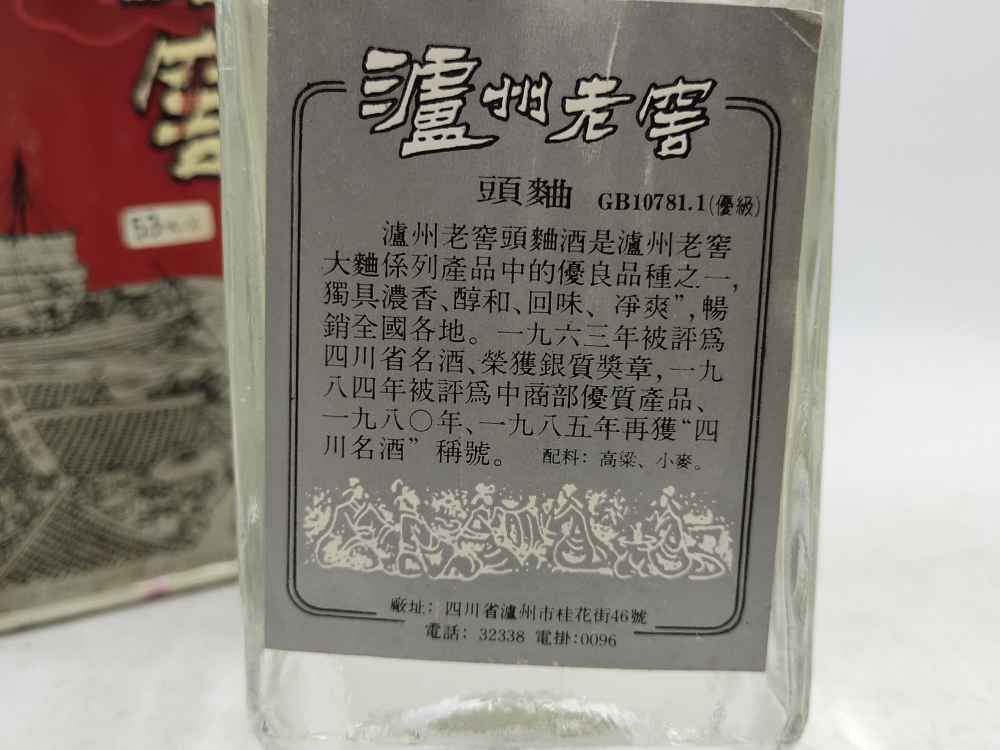 窖
53
瀘州老窖
頭麯 GB10781.1(優級)
瀘州老窖頭麯酒是瀘州老窖
大麯係列產品中的優良品種之一,
獨具濃香、醇和、回味、凈爽”,暢
銷全國各地。一九六三年被評爲
四川省名酒、榮獲銀質獎章,一九
八四年被評爲中商部優質產品、
一九八〇年、一九八五年再獲“四
川名酒”稱號。 配料: 高粱、小麥。
廠址: 四川省瀘州市桂花街46號
電話: 32338 電掛:0096